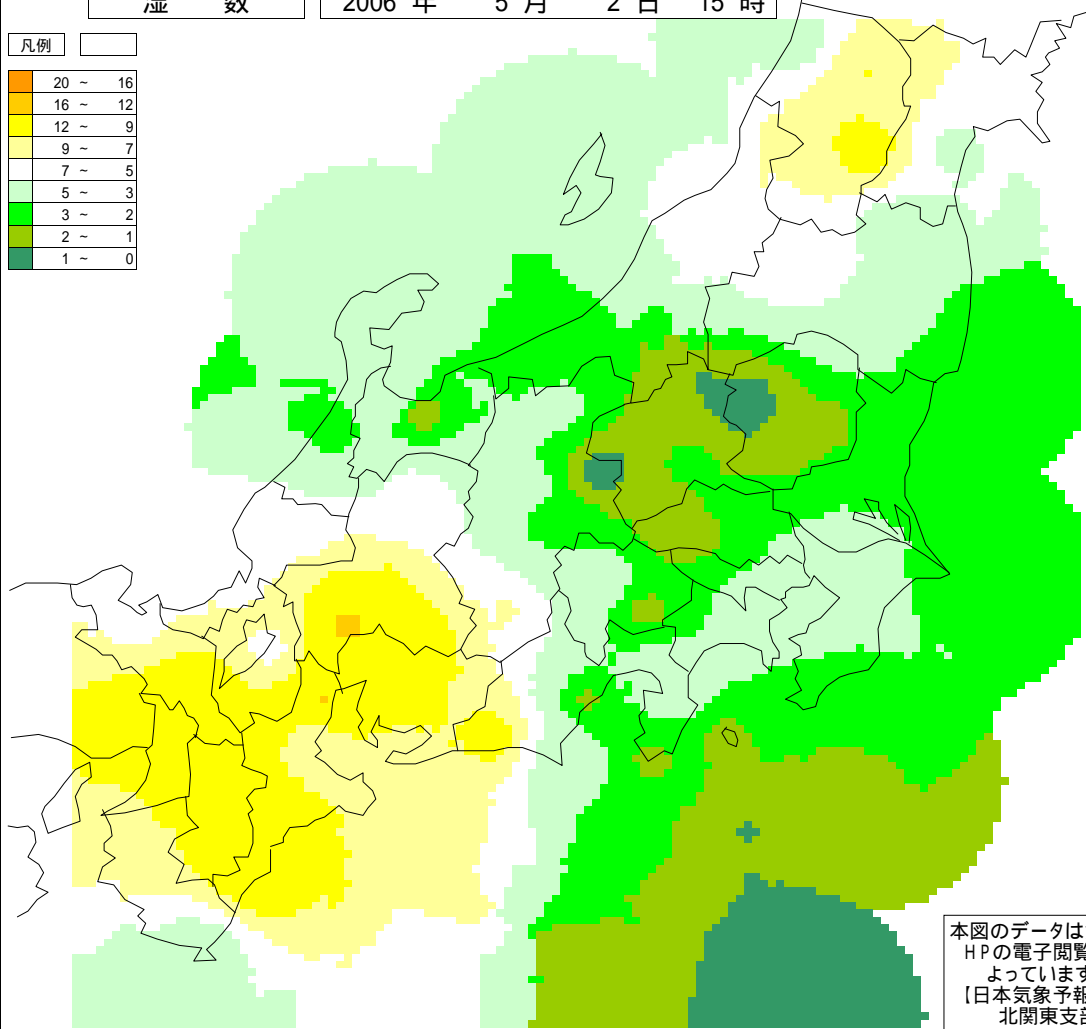 湿 数 2006 年 5 月 2 日 15 時
凡例
20 ~ 16
16 ~ 12
12 ~ 9
9 ~ 7
7 ~ 5
5 ~ 3
3 ~ 2
2 ~ 1
1 ~ 0
本図のデータは
HPの電子閲覧
よっています
【日本気象予報
北関東支部